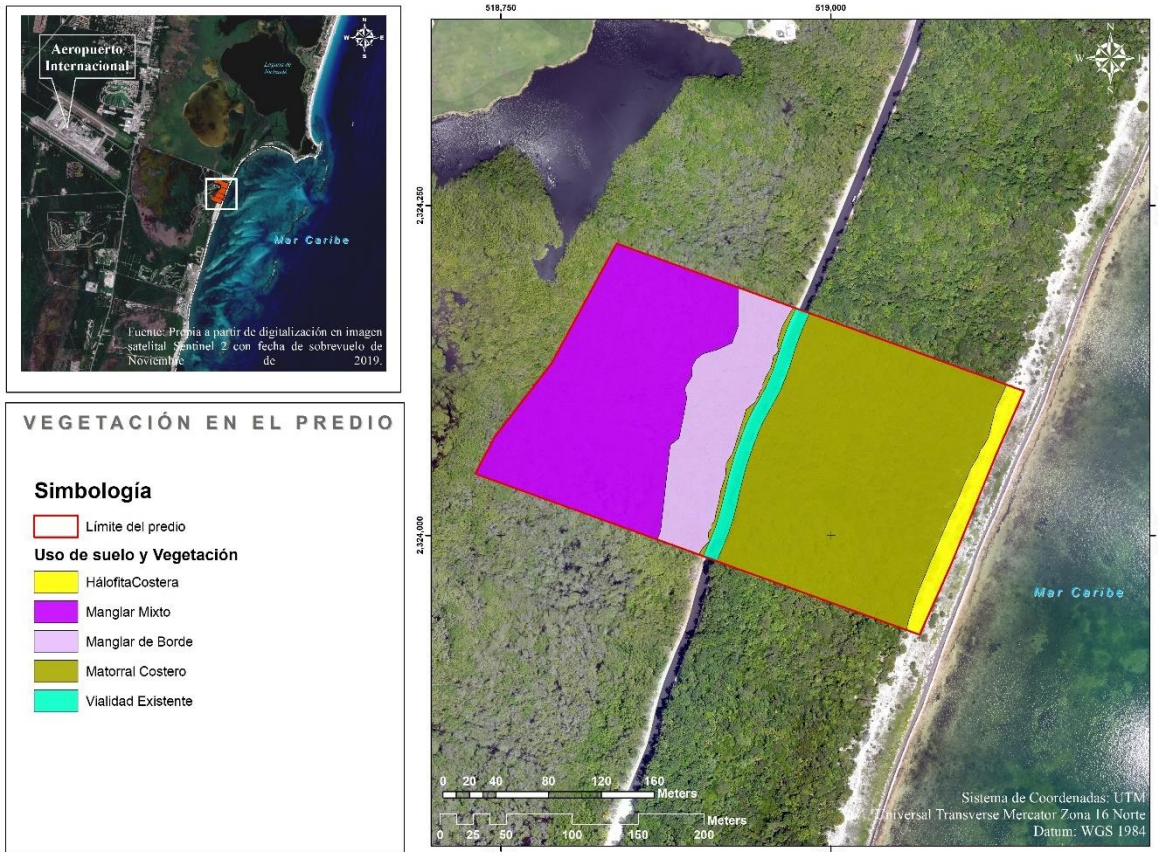 Aeropuerto
Internacional
N
W
E
S
Laguna de
Mar Caribe
Fuente: Propia a partir de digitalización en imagen
satelital Sentinel 2 con fecha de sobrevuelo de
Noviembre de 2019.
VEGETACIÓN EN EL PREDIO
Simbología
Límite del predio
Uso de suelo y Vegetación
HálofitaCostera
Manglar Mixto
Manglar de Borde
Matorral Costero
Vialidad Existente
518,750
519,000
N
W
E
S
2,324,250
2,324,000
Mar Caribe
0 20 40 80 120 160
Meters
Meters
0 25 50 100 150 200
Sistema de Coordenadas: UTM
Universal Transverse Mercator Zona 16 Norte
Datum: WGS 1984